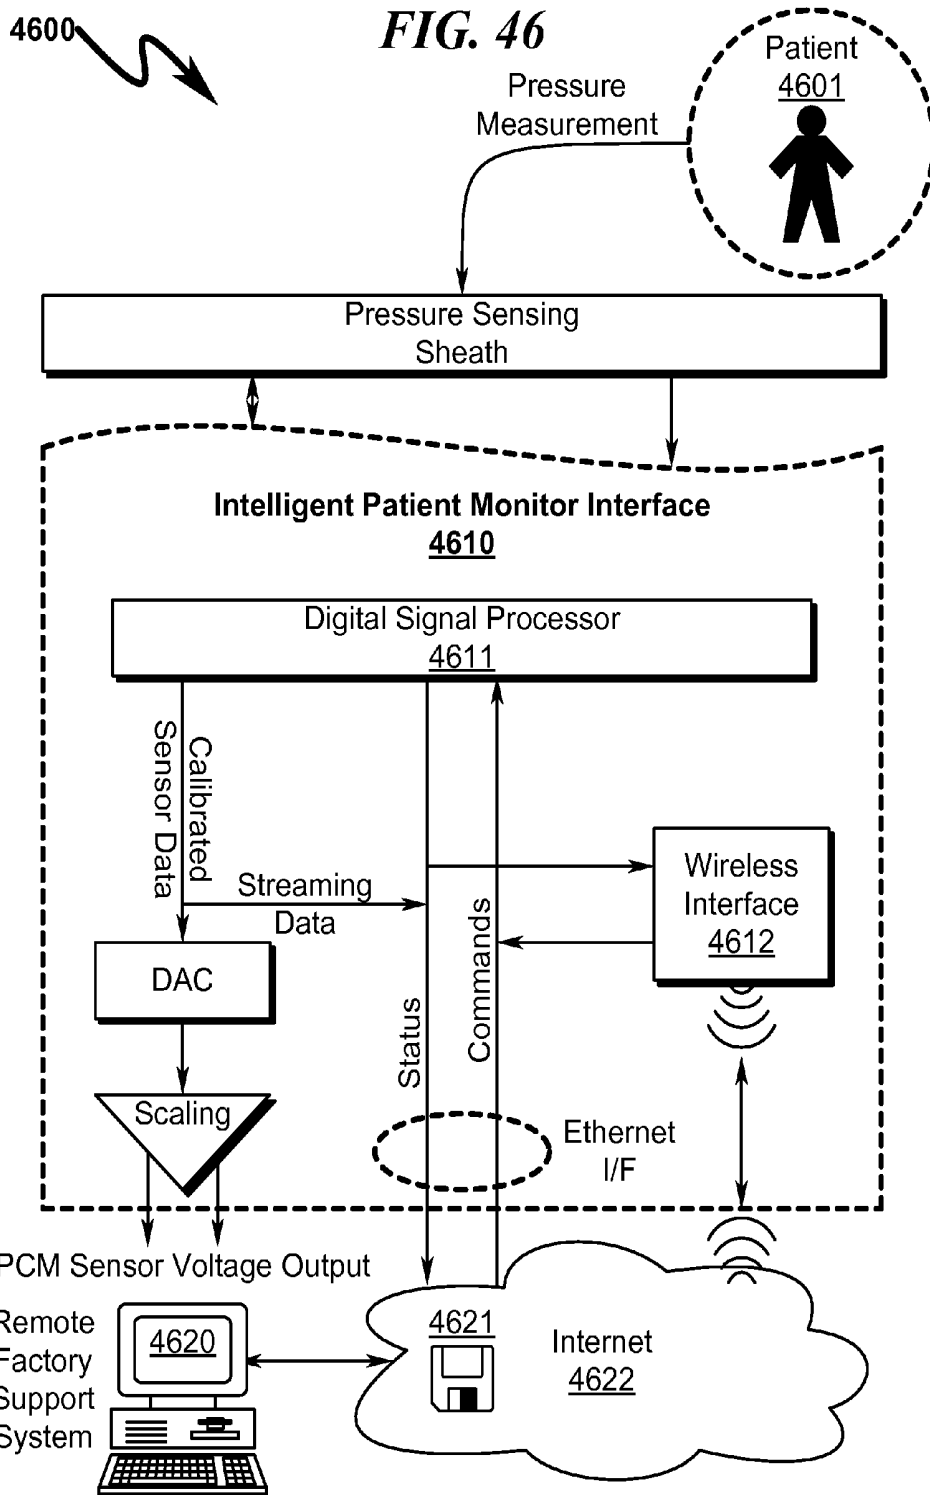 4600
FIG. 46
Patient
4601
Pressure
Measurement
Pressure Sensing
Sheath
Intelligent Patient Monitor Interface
4610
Digital Signal Processor
4611
Calibrated
Sensor Data
Streaming
Data
Status
Commands
Wireless
Interface
4612
DAC
Scaling
Ethernet
I/F
PCM Sensor Voltage Output
Remote
Factory
Support
System
4620
4621
Internet
4622